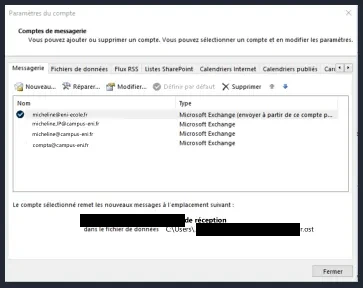 Paramètres du compte
Comptes de messagerie
Vous pouvez ajouter ou supprimer un compte. Vous pouvez sélectionner un compte et en modifier les paramètres.
Messagerie Fichiers de données Flux RSS Listes SharePoint Calendriers Internet Calendriers publiés Car
Nouveau... Réparer... Modifier... Définir par défaut Supprimer
Nom Type
micheline@eni-ecole.fr Microsoft Exchange (envoyer à partir de ce compte p...
micheline.JP@campus-eni.fr Microsoft Exchange
micheline@campus-eni.fr Microsoft Exchange
compta@campus-eni.fr Microsoft Exchange
Le compte sélectionné remet les nouveaux messages à l'emplacement suivant :
de réception
dans le fichier de données C:\Users\ r.ost
Fermer